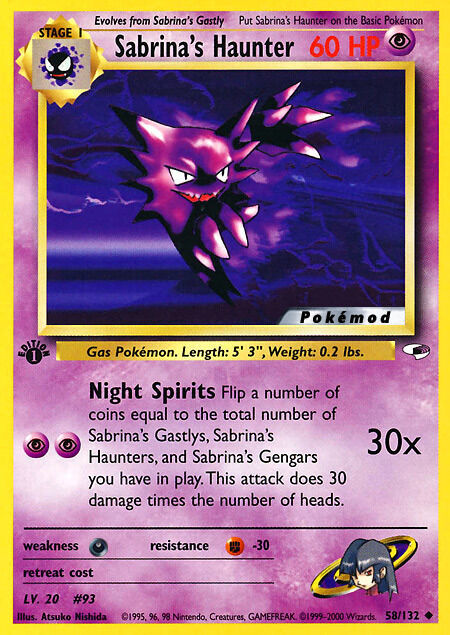 Evolves from Sabrina's Gastly Put Sabrina's Haunter on the Basic Pokémon
STAGE 1
Sabrina's Haunter 60 HP
Pokémod
EDITION
1
Gas Pokémon. Length: 5' 3", Weight: 0.2 lbs.
Night Spirits Flip a number of
coins equal to the total number of
Sabrina's Gastlys, Sabrina's
Haunters, and Sabrina's Gengars
you have in play. This attack does 30
damage times the number of heads.
30x
weakness resistance -30
retreat cost
LV. 20 #93
Illus. Atsuko Nishida ©1995, 96, 98 Nintendo, Creatures, GAMEFREAK. ©1999-2000 Wizards. 58/132